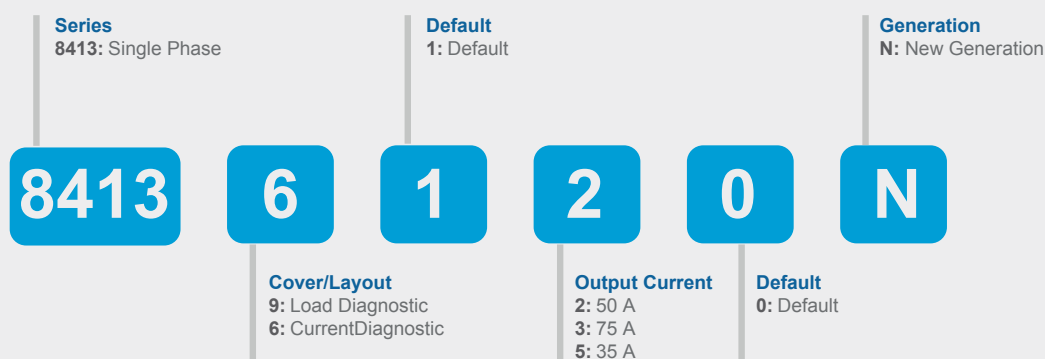 Series
8413: Single Phase
Default
1: Default
Generation
N: New Generation
8413 6 1 2 0 N
Cover/Layout
9: Load Diagnostic
6: CurrentDiagnostic
Output Current
2: 50 A
3: 75 A
5: 35 A
Default
0: Default